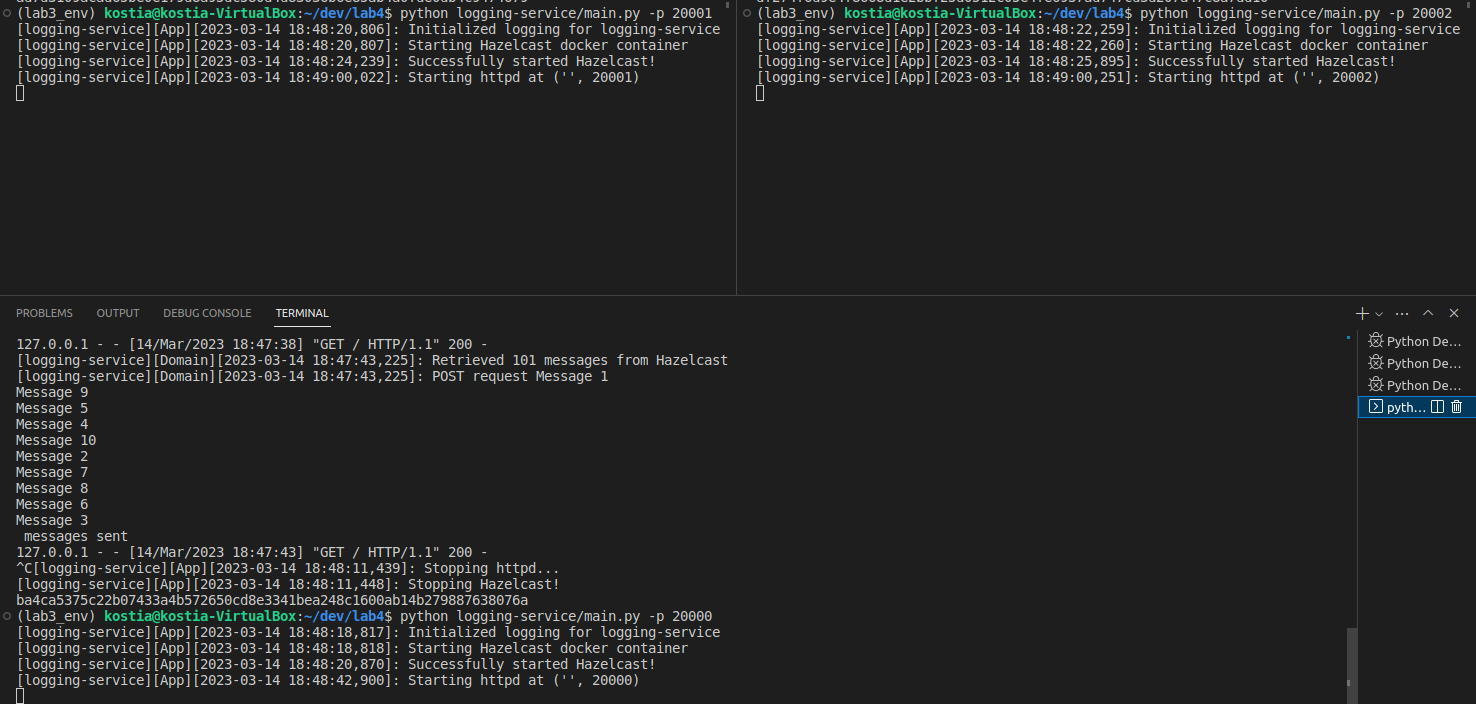 (lab3_env) kostia@kostia-VirtualBox:~/dev/lab4$ python logging-service/main.py -p 20001
[logging-service][App][2023-03-14 18:48:20,806]: Initialized logging for logging-service
[logging-service][App][2023-03-14 18:48:20,807]: Starting Hazelcast docker container
[logging-service][App][2023-03-14 18:48:24,239]: Successfully started Hazelcast!
[logging-service][App][2023-03-14 18:49:00,022]: Starting httpd at ('', 20001)
(lab3_env) kostia@kostia-VirtualBox:~/dev/lab4$ python logging-service/main.py -p 20002
[logging-service][App][2023-03-14 18:48:22,259]: Initialized logging for logging-service
[logging-service][App][2023-03-14 18:48:22,260]: Starting Hazelcast docker container
[logging-service][App][2023-03-14 18:48:25,895]: Successfully started Hazelcast!
[logging-service][App][2023-03-14 18:49:00,251]: Starting httpd at ('', 20002)
PROBLEMS OUTPUT DEBUG CONSOLE TERMINAL
127.0.0.1 - - [14/Mar/2023 18:47:38] "GET / HTTP/1.1" 200 -
[logging-service][Domain][2023-03-14 18:47:43,225]: Retrieved 101 messages from Hazelcast
[logging-service][Domain][2023-03-14 18:47:43,225]: POST request Message 1
Message 9
Message 5
Message 4
Message 10
Message 2
Message 7
Message 8
Message 6
Message 3
messages sent
127.0.0.1 - - [14/Mar/2023 18:47:43] "GET / HTTP/1.1" 200 -
^C[logging-service][App][2023-03-14 18:48:11,439]: Stopping httpd...
[logging-service][App][2023-03-14 18:48:11,448]: Stopping Hazelcast!
ba4ca5375c22b07433a4b572650cd8e3341bea248c1600ab14b279887638076a
(lab3_env) kostia@kostia-VirtualBox:~/dev/lab4$ python logging-service/main.py -p 20000
[logging-service][App][2023-03-14 18:48:18,817]: Initialized logging for logging-service
[logging-service][App][2023-03-14 18:48:18,818]: Starting Hazelcast docker container
[logging-service][App][2023-03-14 18:48:20,870]: Successfully started Hazelcast!
[logging-service][App][2023-03-14 18:48:42,900]: Starting httpd at ('', 20000)
Python De...
Python De...
Python De...
pyth...